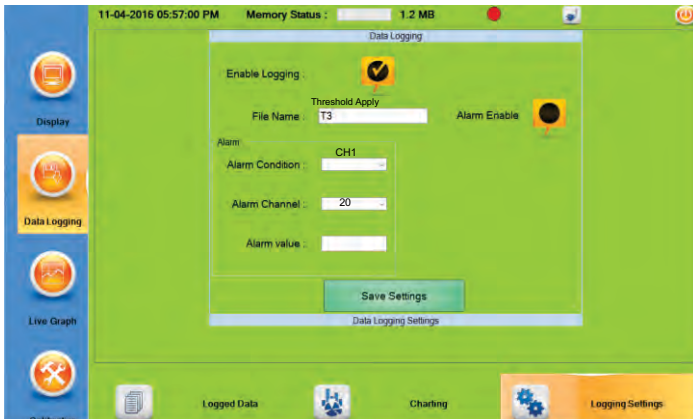 11-04-2016 05:57:00 PM Memory Status : 1.2 MB
Data Logging
Enable Logging :
Threshold Apply
File Name : T3 Alarm Enable
Display
Alarm
CH1
Alarm Condition :
Alarm Channel : 20
Data Logging
Alarm value :
Save Settings
Live Graph
Data Logging Settings
Logged Data Charting Logging Settings